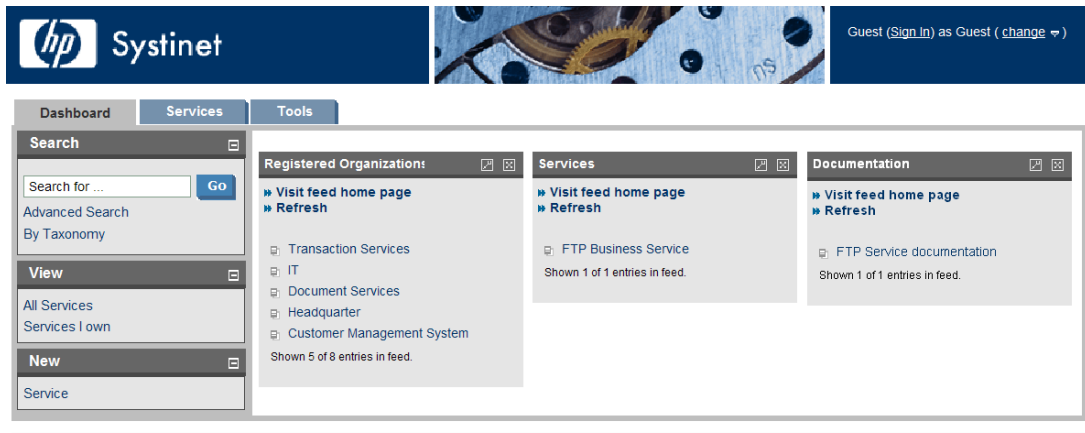 hp Systinet
ns
Guest (Sign In) as Guest ( change )
Dashboard Services Tools
Search
Search for ... Go
Advanced Search
By Taxonomy
View
All Services
Services I own
New
Service
Registered Organizations
Visit feed home page
Refresh
Transaction Services
IT
Document Services
Headquarter
Customer Management System
Shown 5 of 8 entries in feed.
Services
Visit feed home page
Refresh
FTP Business Service
Shown 1 of 1 entries in feed.
Documentation
Visit feed home page
Refresh
FTP Service documentation
Shown 1 of 1 entries in feed.